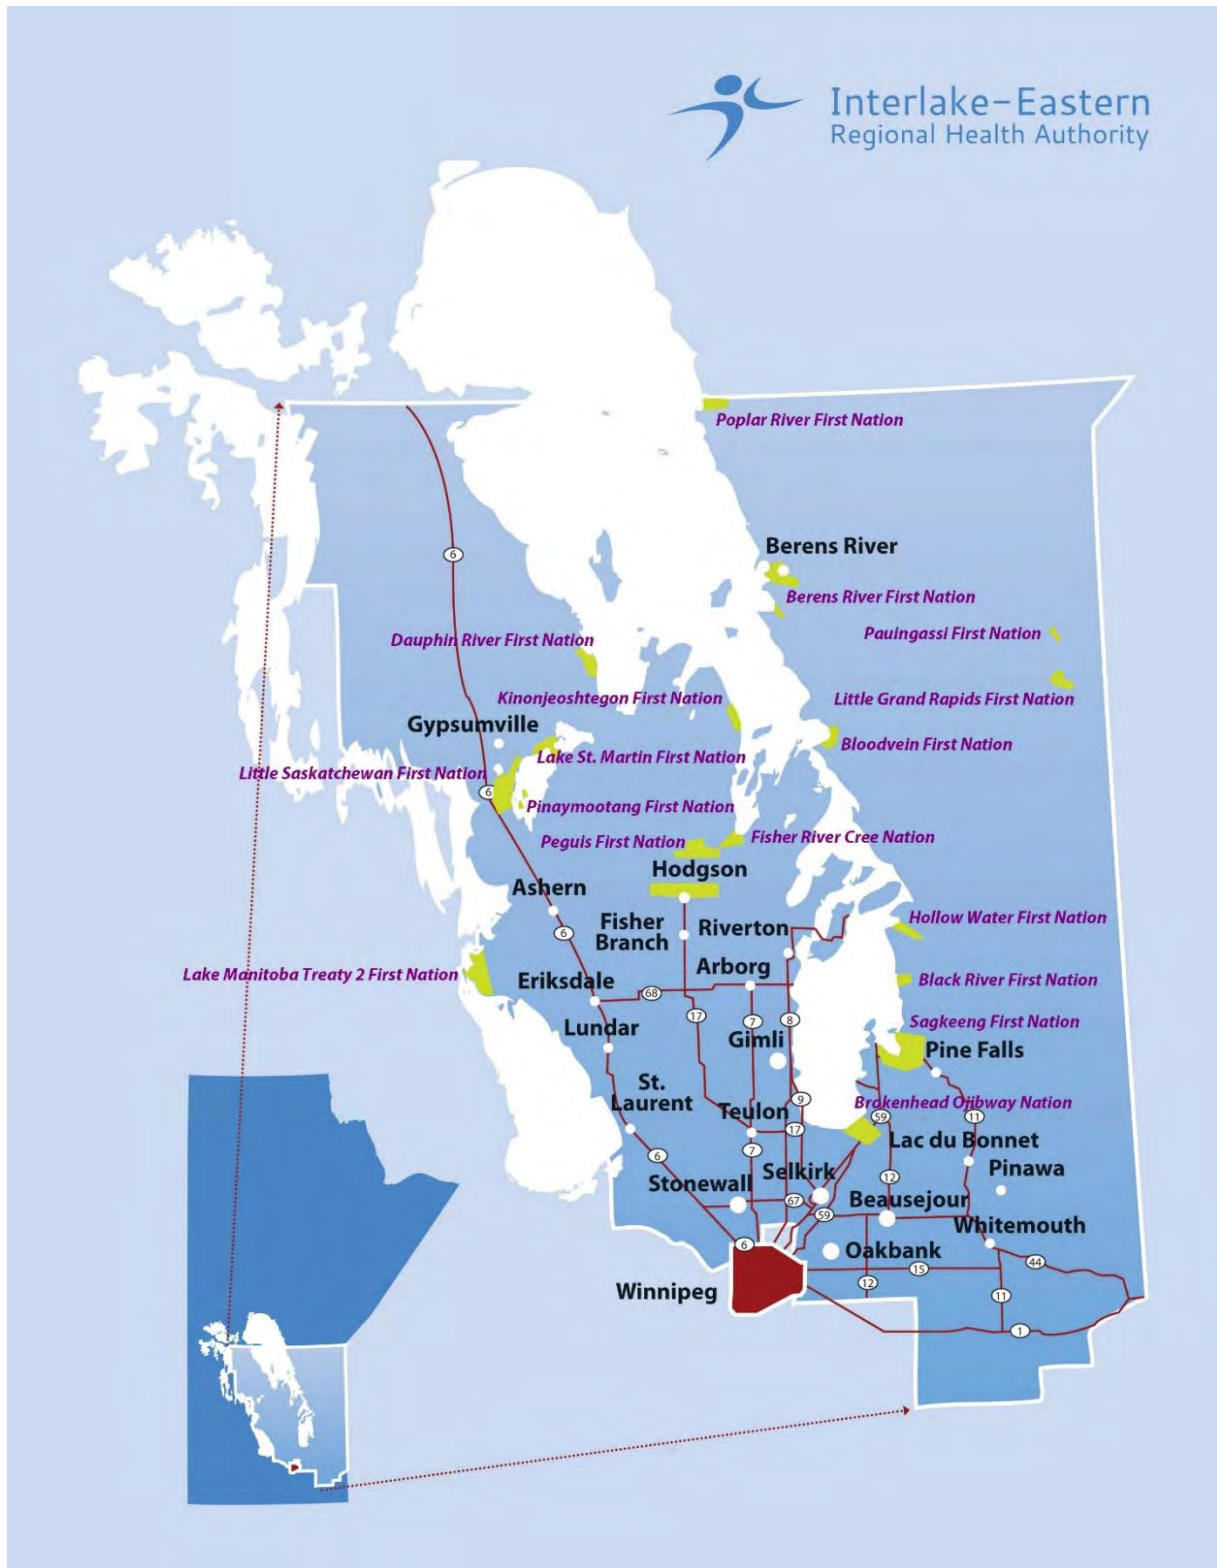 Interlake-Eastern
Regional Health Authority
Poplar River First Nation
Berens River
6
Berens River First Nation
Pauingassi First Nation
Dauphin River First Nation
Kinonjeoshtegon First Nation
Little Grand Rapids First Nation
Gypsumville
Bloodvein First Nation
Lake St. Martin First Nation
Little Saskatchewan First Nation
6
Pinaymootang First Nation
Peguis First Nation
Fisher River Cree Nation
Hodgson
Ashern
Fisher
Branch
Riverton
Hollow Water First Nation
6
Arborg
Lake Manitoba Treaty 2 First Nation
Eriksdale
Black River First Nation
68
17
7
8
Sagkeeng First Nation
Lundar
Gimli
Pine Falls
St.
Laurent
9
Brokenhead Ojibway Nation
Teulon
59
11
17
Lac du Bonnet
6
7
Pinawa
Selkirk
12
Stonewall
67
Beausejour
59
Whitemouth
6
Oakbank
44
15
12
Winnipeg
11
1